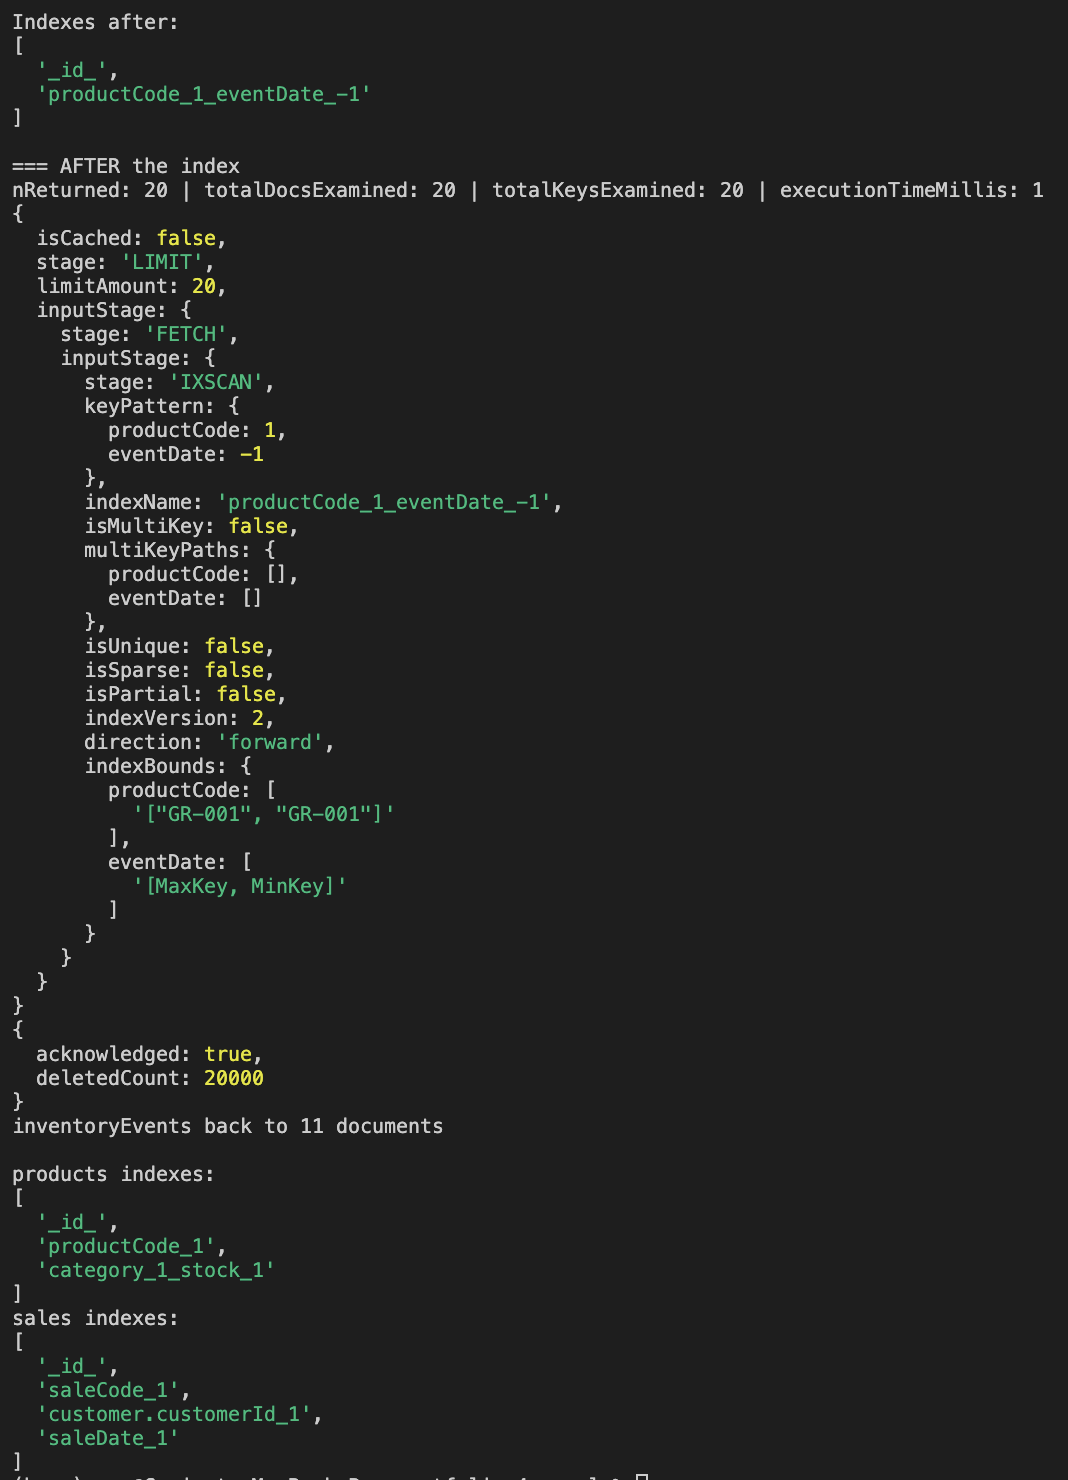 Indexes after:
[
  '_id_',
  'productCode_1_eventDate_-1'
]
=== AFTER the index
nReturned: 20 | totalDocsExamined: 20 | totalKeysExamined: 20 | executionTimeMillis: 1
{
  isCached: false,
  stage: 'LIMIT',
  limitAmount: 20,
  inputStage: {
    stage: 'FETCH',
    inputStage: {
      stage: 'IXSCAN',
      keyPattern: {
        productCode: 1,
        eventDate: -1
      },
      indexName: 'productCode_1_eventDate_-1',
      isMultiKey: false,
      multiKeyPaths: {
        productCode: [],
        eventDate: []
      },
      isUnique: false,
      isSparse: false,
      isPartial: false,
      indexVersion: 2,
      direction: 'forward',
      indexBounds: {
        productCode: [
          '["GR-001", "GR-001"]'
        ],
        eventDate: [
          '[MaxKey, MinKey]'
        ]
      }
    }
  }
}
{
  acknowledged: true,
  deletedCount: 20000
}
inventoryEvents back to 11 documents
products indexes:
[
  '_id_',
  'productCode_1',
  'category_1_stock_1'
]
sales indexes:
[
  '_id_',
  'saleCode_1',
  'customer.customerId_1',
  'saleDate_1'
]